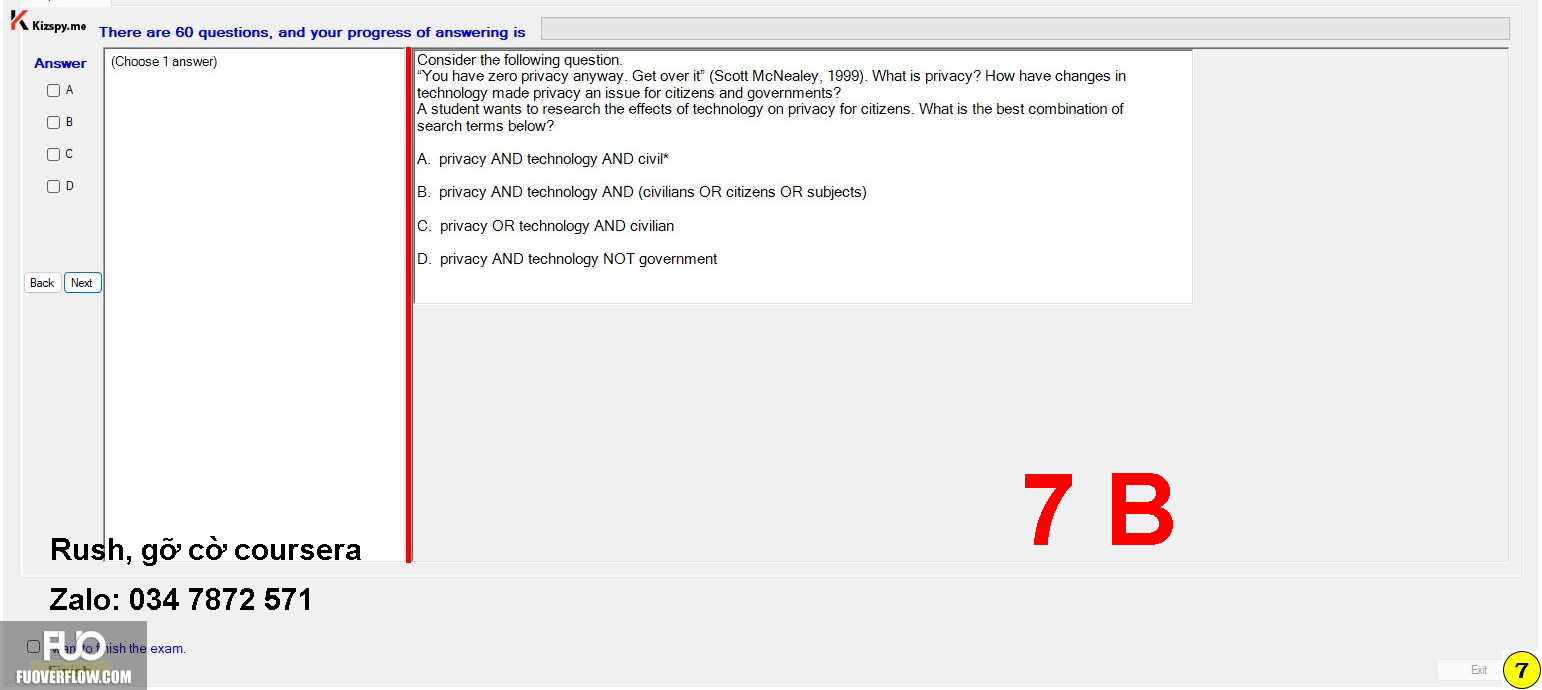 Kizspy.me
There are 60 questions, and your progress of answering is
Answer
(Choose 1 answer)
A
B
C
D
Back
Next
Consider the following question.
“You have zero privacy anyway. Get over it” (Scott McNealey, 1999). What is privacy? How have changes in
technology made privacy an issue for citizens and governments?
A student wants to research the effects of technology on privacy for citizens. What is the best combination of
search terms below?
A. privacy AND technology AND civil*
B. privacy AND technology AND (civilians OR citizens OR subjects)
C. privacy OR technology AND civilian
D. privacy AND technology NOT government
7 B
Rush, gỡ cờ coursera
Zalo: 034 7872 571
FUO
want to finish the exam.
Finish
FUOVERFLOW.COM
Exit
7